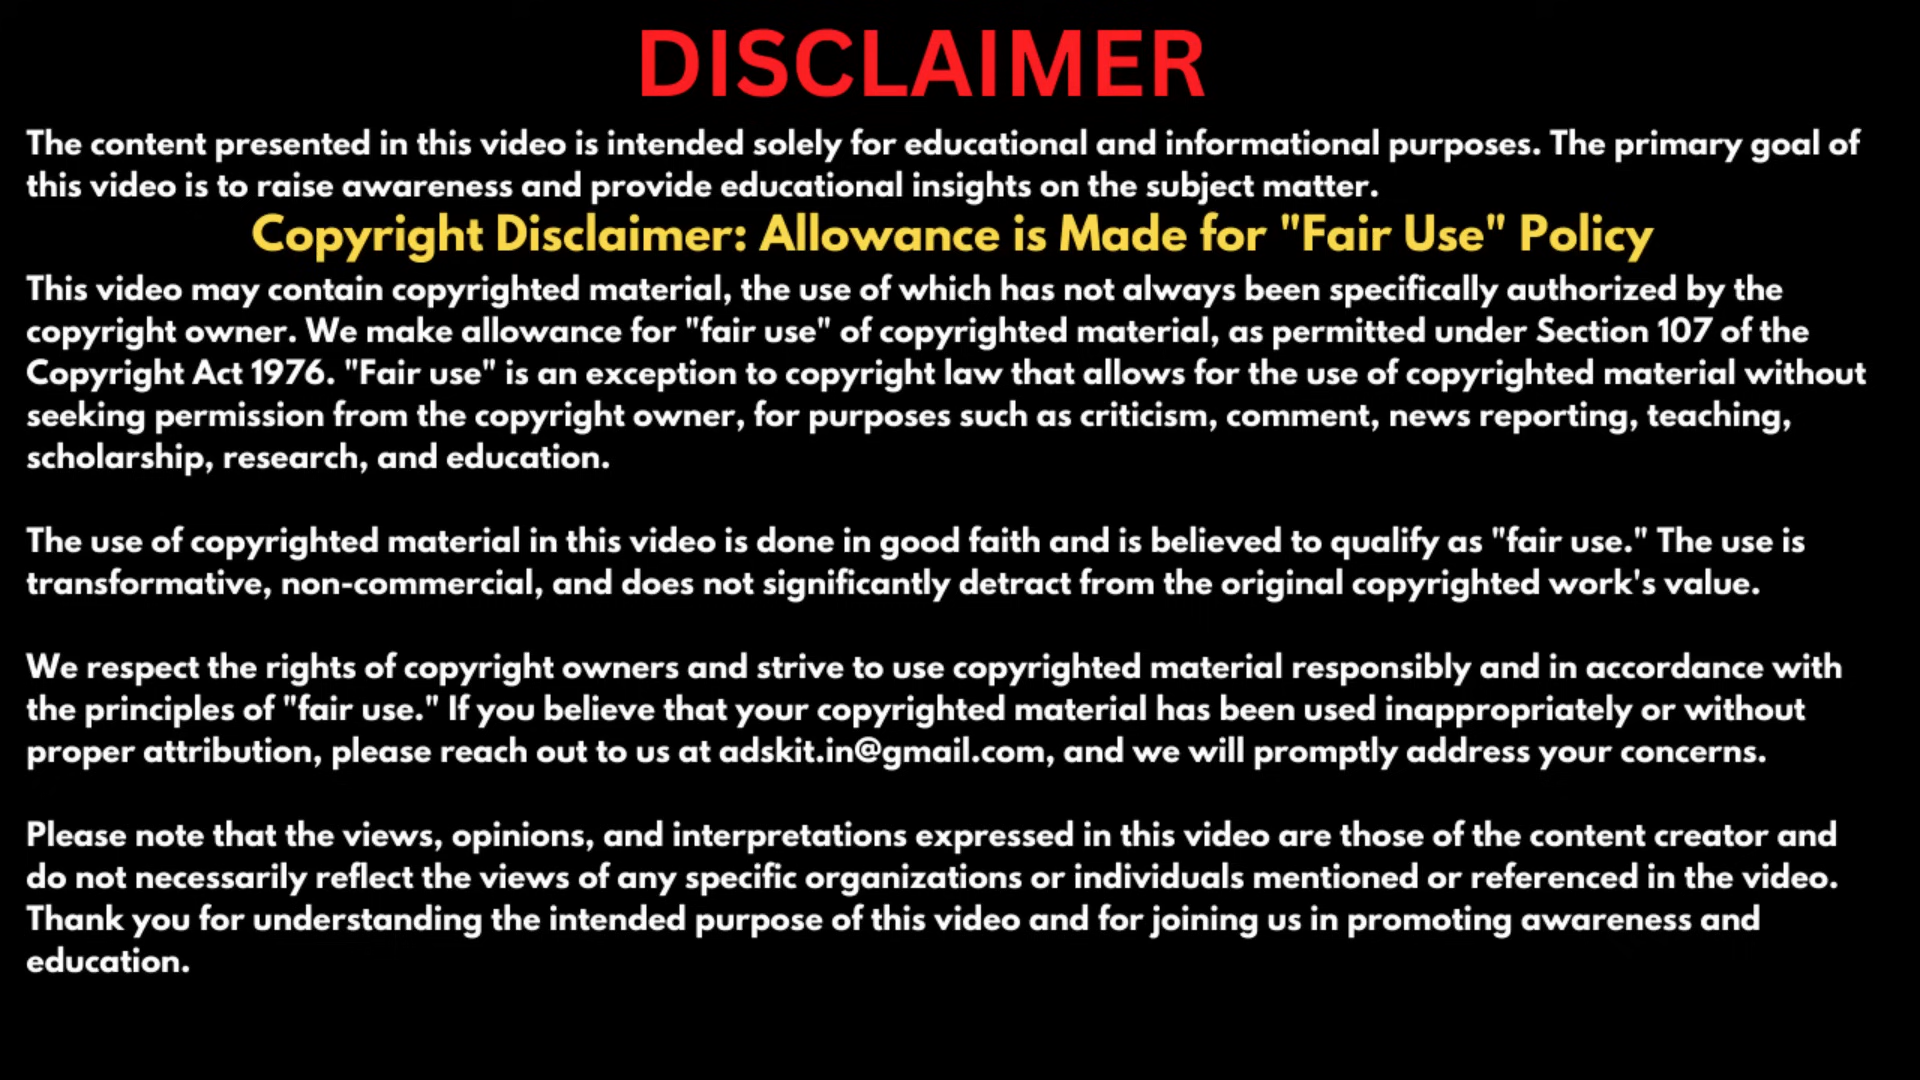 DISCLAIMER
The content presented in this video is intended solely for educational and informational purposes. The primary goal of
this video is to raise awareness and provide educational insights on the subject matter.
Copyright Disclaimer: Allowance is Made for "Fair Use" Policy
This video may contain copyrighted material, the use of which has not always been specifically authorized by the
copyright owner. We make allowance for "fair use" of copyrighted material, as permitted under Section 107 of the
Copyright Act 1976. "Fair use" is an exception to copyright law that allows for the use of copyrighted material without
seeking permission from the copyright owner, for purposes such as criticism, comment, news reporting, teaching,
scholarship, research, and education.
The use of copyrighted material in this video is done in good faith and is believed to qualify as "fair use." The use is
transformative, non-commercial, and does not significantly detract from the original copyrighted work's value.
We respect the rights of copyright owners and strive to use copyrighted material responsibly and in accordance with
the principles of "fair use." If you believe that your copyrighted material has been used inappropriately or without
proper attribution, please reach out to us at adskit.in@gmail.com, and we will promptly address your concerns.
Please note that the views, opinions, and interpretations expressed in this video are those of the content creator and
do not necessarily reflect the views of any specific organizations or individuals mentioned or referenced in the video.
Thank you for understanding the intended purpose of this video and for joining us in promoting awareness and
education.